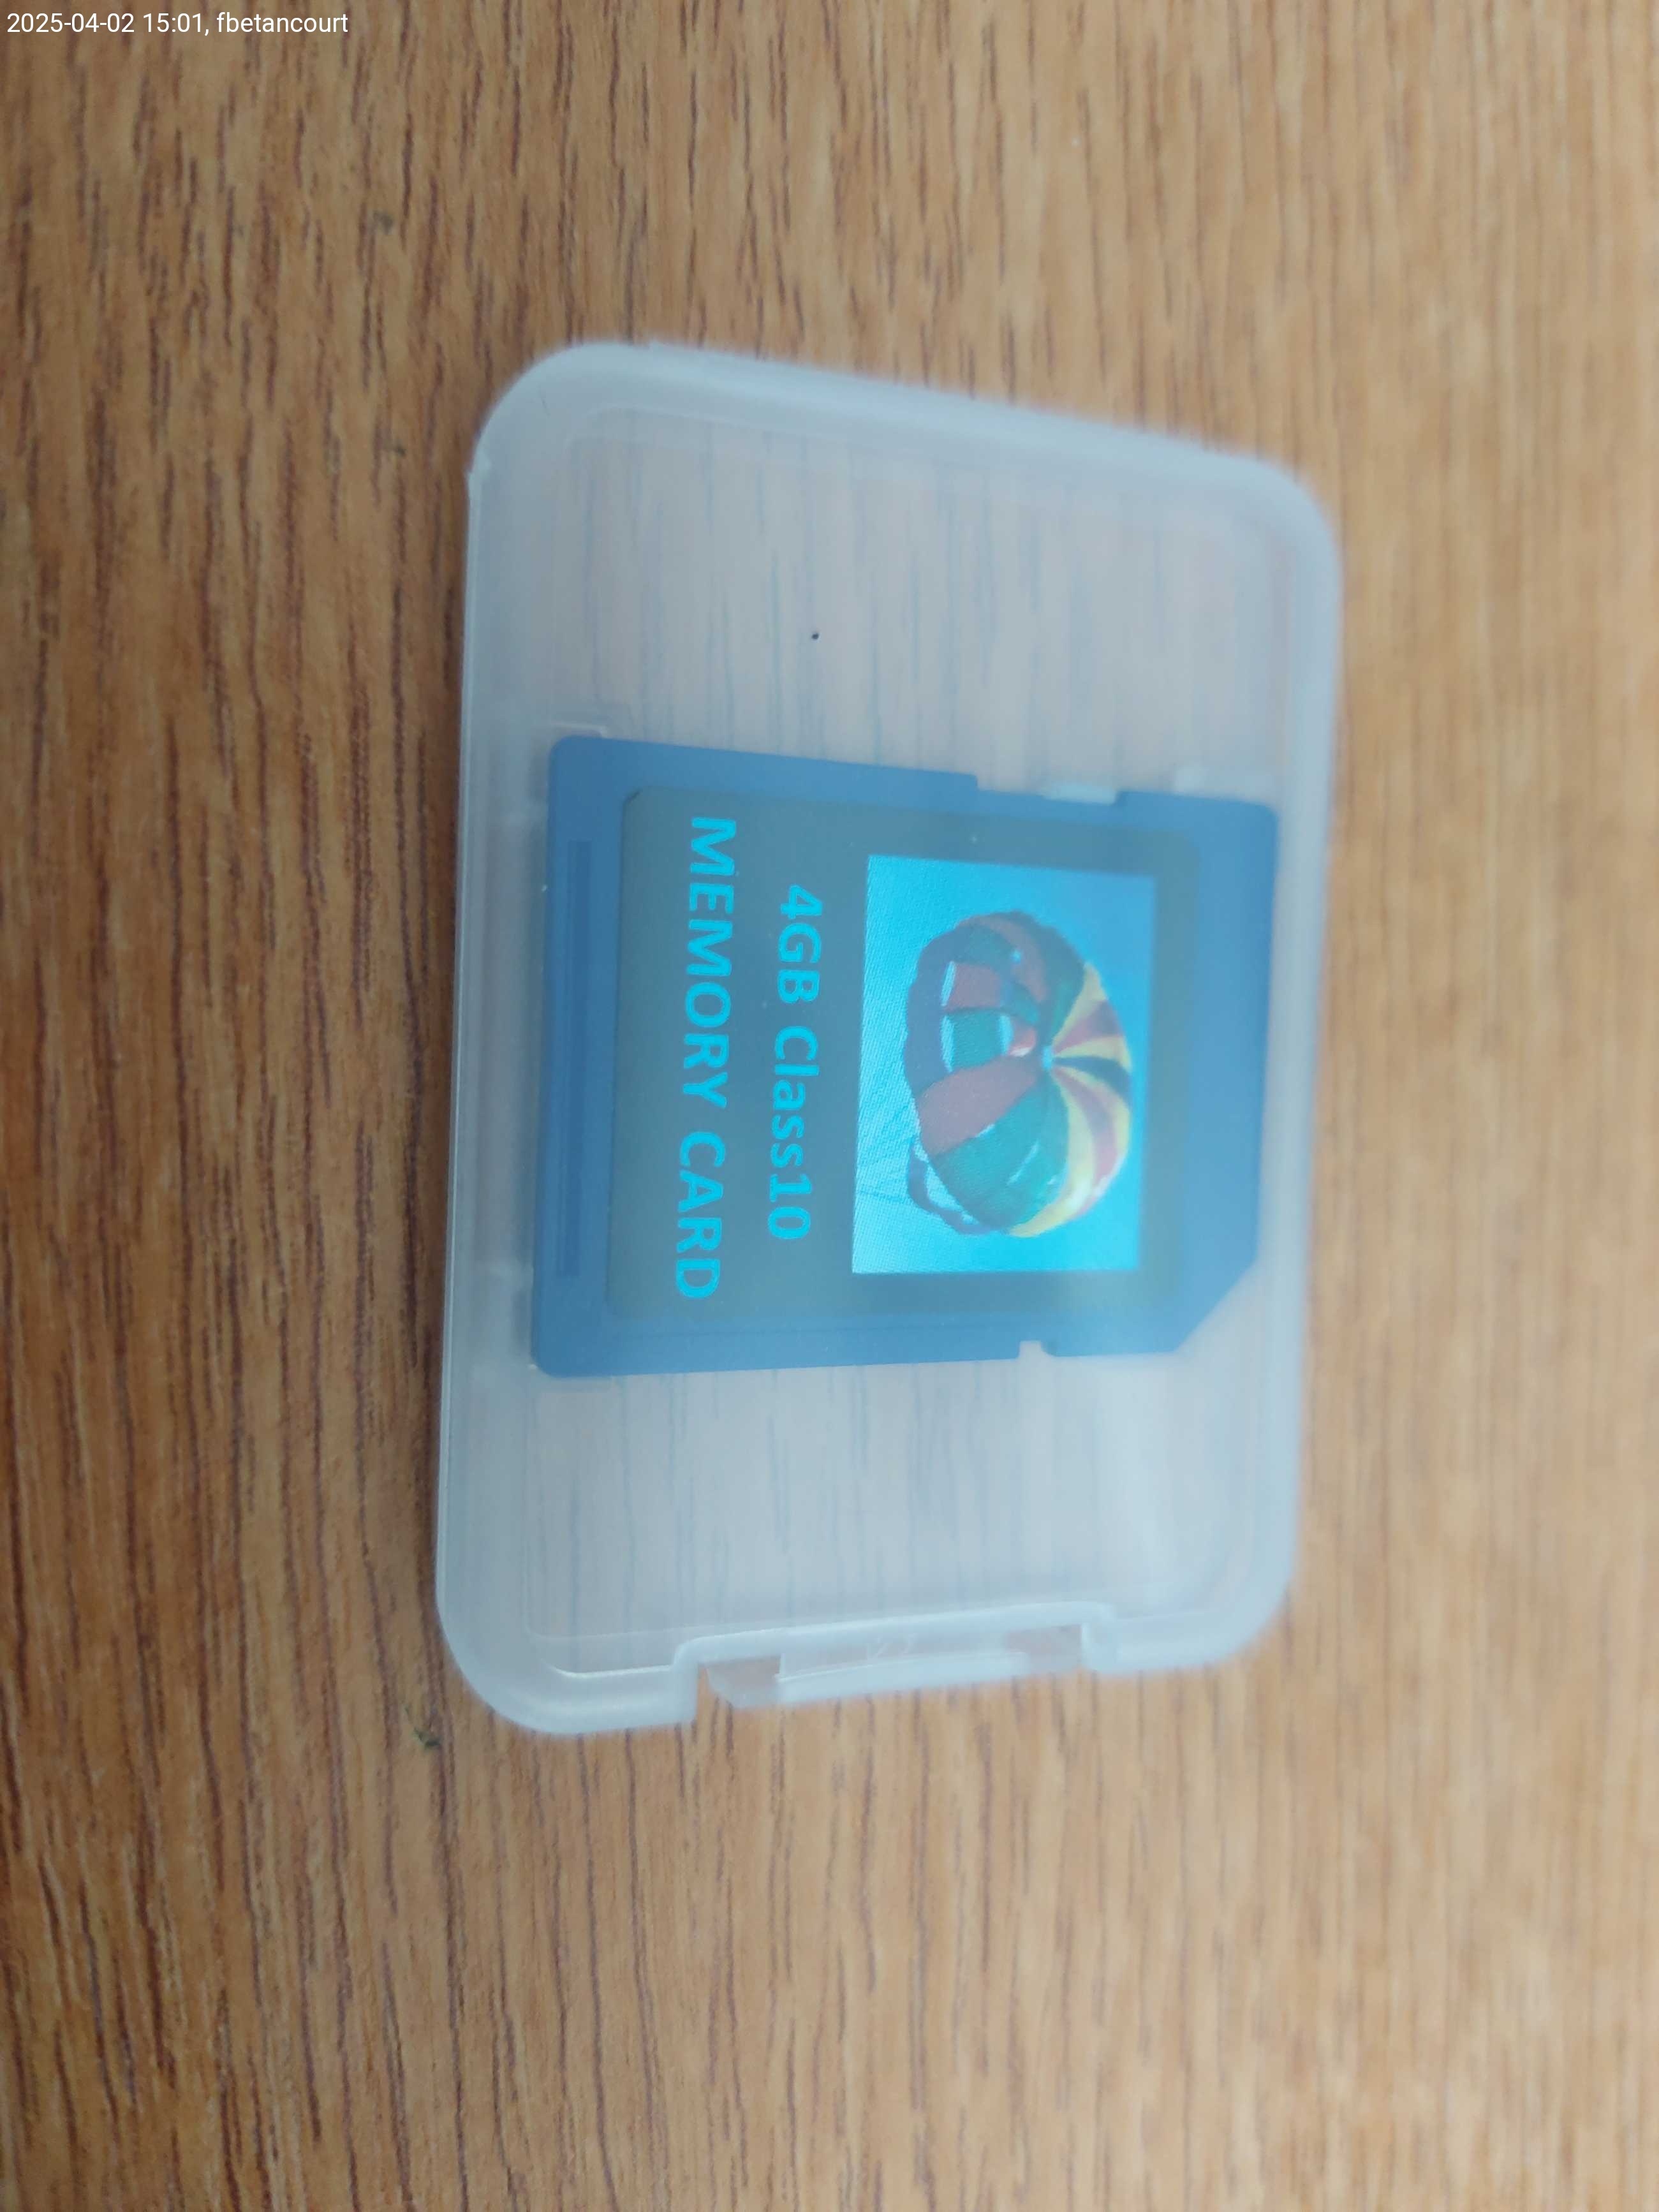 2025-04-02 15:01, fbetancourt
4GB Class10
MEMORY CARD